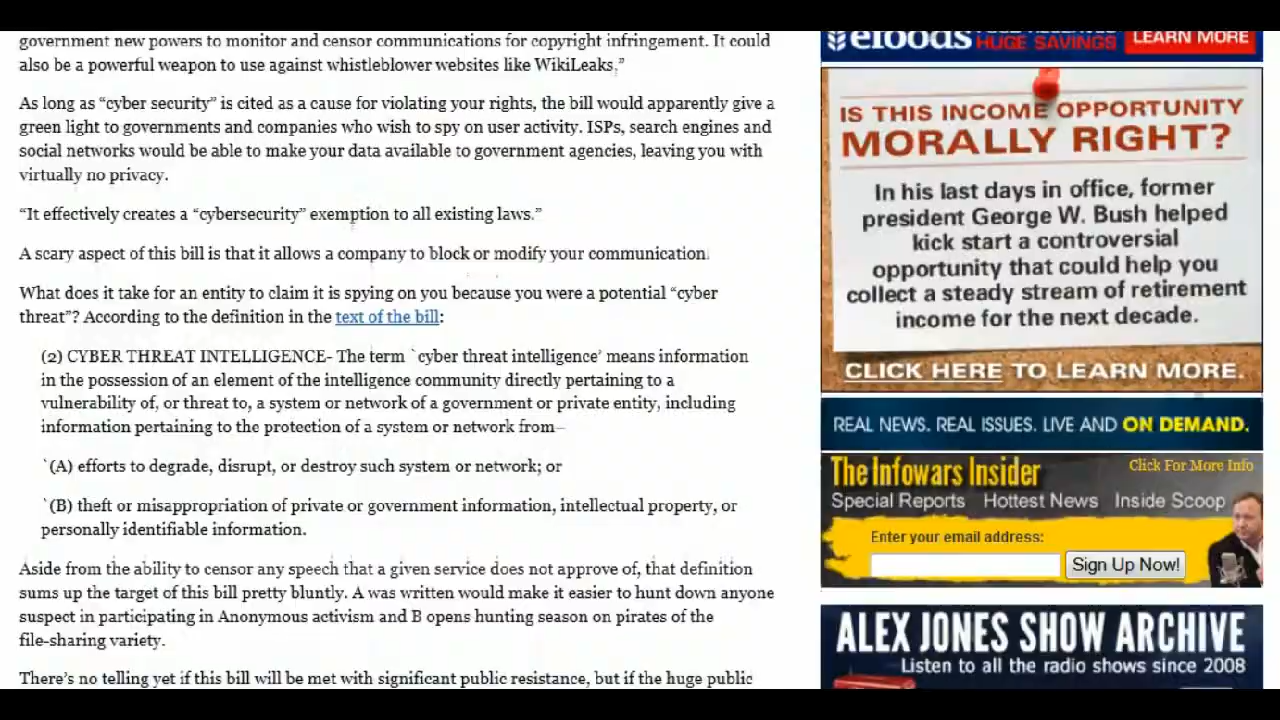 government new powers to monitor and censor communications for copyright infringement. It could
also be a powerful weapon to use against whistleblower websites like WikiLeaks.”
As long as “cyber security” is cited as a cause for violating your rights, the bill would apparently give a
green light to governments and companies who wish to spy on user activity. ISPs, search engines and
social networks would be able to make your data available to government agencies, leaving you with
virtually no privacy.
“It effectively creates a “cybersecurity” exemption to all existing laws.”
A scary aspect of this bill is that it allows a company to block or modify your communication.
What does it take for an entity to claim it is spying on you because you were a potential “cyber
threat”? According to the definition in the text of the bill:
(2) CYBER THREAT INTELLIGENCE- The term `cyber threat intelligence’ means information
in the possession of an element of the intelligence community directly pertaining to a
vulnerability of, or threat to, a system or network of a government or private entity, including
information pertaining to the protection of a system or network from–
`(A) efforts to degrade, disrupt, or destroy such system or network; or
`(B) theft or misappropriation of private or government information, intellectual property, or
personally identifiable information.
Aside from the ability to censor any speech that a given service does not approve of, that definition
sums up the target of this bill pretty bluntly. A was written would make it easier to hunt down anyone
suspect in participating in Anonymous activism and B opens hunting season on pirates of the
file-sharing variety.
There’s no telling yet if this bill will be met with significant public resistance, but if the huge public
efoods
HUGE SAVINGS
LEARN MORE
IS THIS INCOME OPPORTUNITY
MORALLY RIGHT?
In his last days in office, former
president George W. Bush helped
kick start a controversial
opportunity that could help you
collect a steady stream of retirement
income for the next decade.
CLICK HERE TO LEARN MORE.
REAL NEWS. REAL ISSUES. LIVE AND ON DEMAND.
The Infowars Insider
Click For More Info
Special Reports Hottest News Inside Scoop
Enter your email address:
Sign Up Now!
ALEX JONES SHOW ARCHIVE
Listen to all the radio shows since 2008